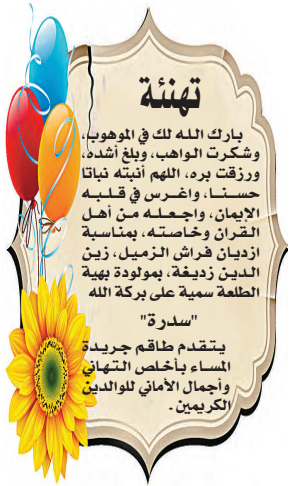 تهنئة
بارك الله لك في الموهوب،
وشكرت الواهب، وبلغ أشده،
ورزقت بره، اللهم أنبته نباتا
حسنا، واغرس في قلبه
الإيمان، واجعله من أهل
القران وخاصته، بمناسبة
ازديان فراش الزميل، زين
الدين زديغة، بمولودة بهية
الطلعة سمية على بركة الله
"سدرة"
يتقدم طاقم جريدة
المساء بأخلص التهاني
وأجمال الأماني للوالدين
الكريمين.